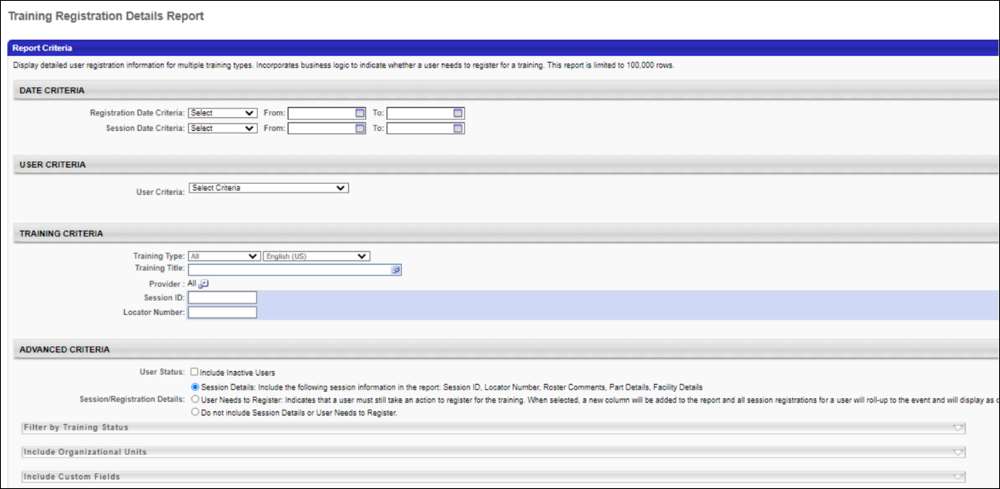 Training Registration Details Report
Report Criteria
Display detailed user registration information for multiple training types. Incorporates business logic to indicate whether a user needs to register for a training. This report is limited to 100,000 rows.
DATE CRITERIA
Registration Date Criteria: Select From: To:
Session Date Criteria: Select From: To:
USER CRITERIA
User Criteria: Select Criteria
TRAINING CRITERIA
Training Type: All English (US)
Training Title:
Provider : All
Session ID:
Locator Number:
ADVANCED CRITERIA
User Status: Include Inactive Users
Session Details: Include the following session information in the report: Session ID, Locator Number, Roster Comments, Part Details, Facility Details
Session/Registration Details: User Needs to Register: Indicates that a user must still take an action to register for the training. When selected, a new column will be added to the report and all session registrations for a user will roll-up to the event and will display as
Do not include Session Details or User Needs to Register.
Filter by Training Status
Include Organizational Units
Include Custom Fields